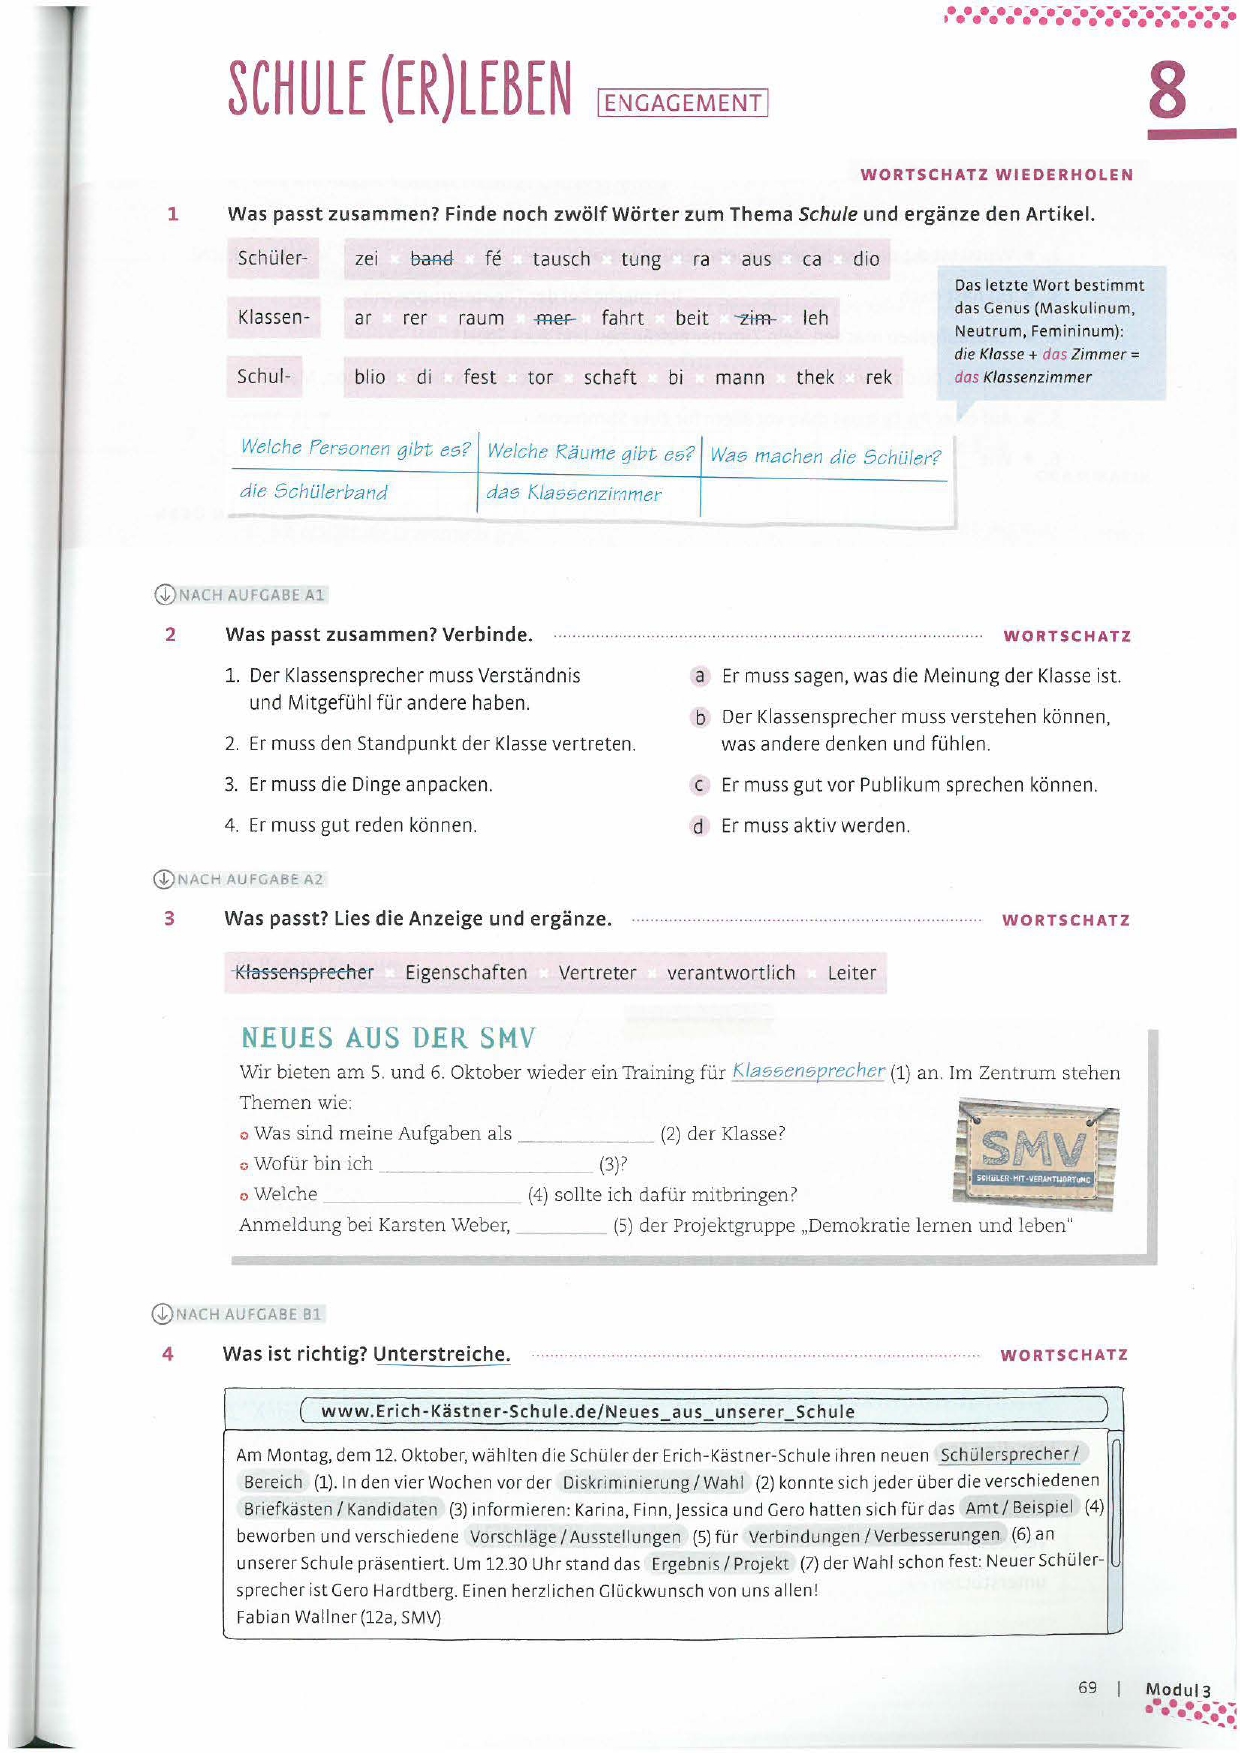 SCHULE (ER)LEBEN ENGAGEMENT 8
WORTSCHATZ WIEDERHOLEN
1 Was passt zusammen? Finde noch zwölf Wörter zum Thema Schule und ergänze den Artikel.
Schüler- zei × band × fé × tausch × tung × ra × aus × ca × dio
Klassen- ar × rer × raum × mer × fahrt × beit × zim × leh
Schul- blio × di × fest × tor × schaft × bi × mann × thek × rek
Das letzte Wort bestimmt
das Genus (Maskulinum,
Neutrum, Femininum):
die Klasse + das Zimmer =
das Klassenzimmer
Welche Personen gibt es? Welche Räume gibt es? Was machen die Schüler?
die Schülerband das Klassenzimmer
NACH AUFGABE A1
2 Was passt zusammen? Verbinde. WORTSCHATZ
1. Der Klassensprecher muss Verständnis
und Mitgefühl für andere haben.
2. Er muss den Standpunkt der Klasse vertreten.
3. Er muss die Dinge anpacken.
4. Er muss gut reden können.
a Er muss sagen, was die Meinung der Klasse ist.
b Der Klassensprecher muss verstehen können,
was andere denken und fühlen.
c Er muss gut vor Publikum sprechen können.
d Er muss aktiv werden.
NACH AUFGABE A2
3 Was passt? Lies die Anzeige und ergänze. WORTSCHATZ
Klassensprecher × Eigenschaften × Vertreter × verantwortlich × Leiter
NEUES AUS DER SMV
Wir bieten am 5. und 6. Oktober wieder ein Training für Klassensprecher (1) an. Im Zentrum stehen
Themen wie:
Was sind meine Aufgaben als ____________ (2) der Klasse?
Wofür bin ich ____________ (3)?
Welche ____________ (4) sollte ich dafür mitbringen?
Anmeldung bei Karsten Weber, ________ (5) der Projektgruppe „Demokratie lernen und leben“
SMV
SCHÜLER-MIT-VERANTWORTUNG
NACH AUFGABE B1
4 Was ist richtig? Unterstreiche. WORTSCHATZ
www.Erich-Kästner-Schule.de/Neues_aus_unserer_Schule
Am Montag, dem 12. Oktober, wählten die Schüler der Erich-Kästner-Schule ihren neuen Schülersprecher /
Bereich (1). In den vier Wochen vor der Diskriminierung / Wahl (2) konnte sich jeder über die verschiedenen
Briefkästen / Kandidaten (3) informieren: Karina, Finn, Jessica und Gero hatten sich für das Amt / Beispiel (4)
beworben und verschiedene Vorschläge / Ausstellungen (5) für Verbindungen / Verbesserungen (6) an
unserer Schule präsentiert. Um 12.30 Uhr stand das Ergebnis / Projekt (7) der Wahl schon fest: Neuer Schüler-
sprecher ist Gero Hardtberg. Einen herzlichen Glückwunsch von uns allen!
Fabian Wallner (12a, SMV)
69 | Modul 3